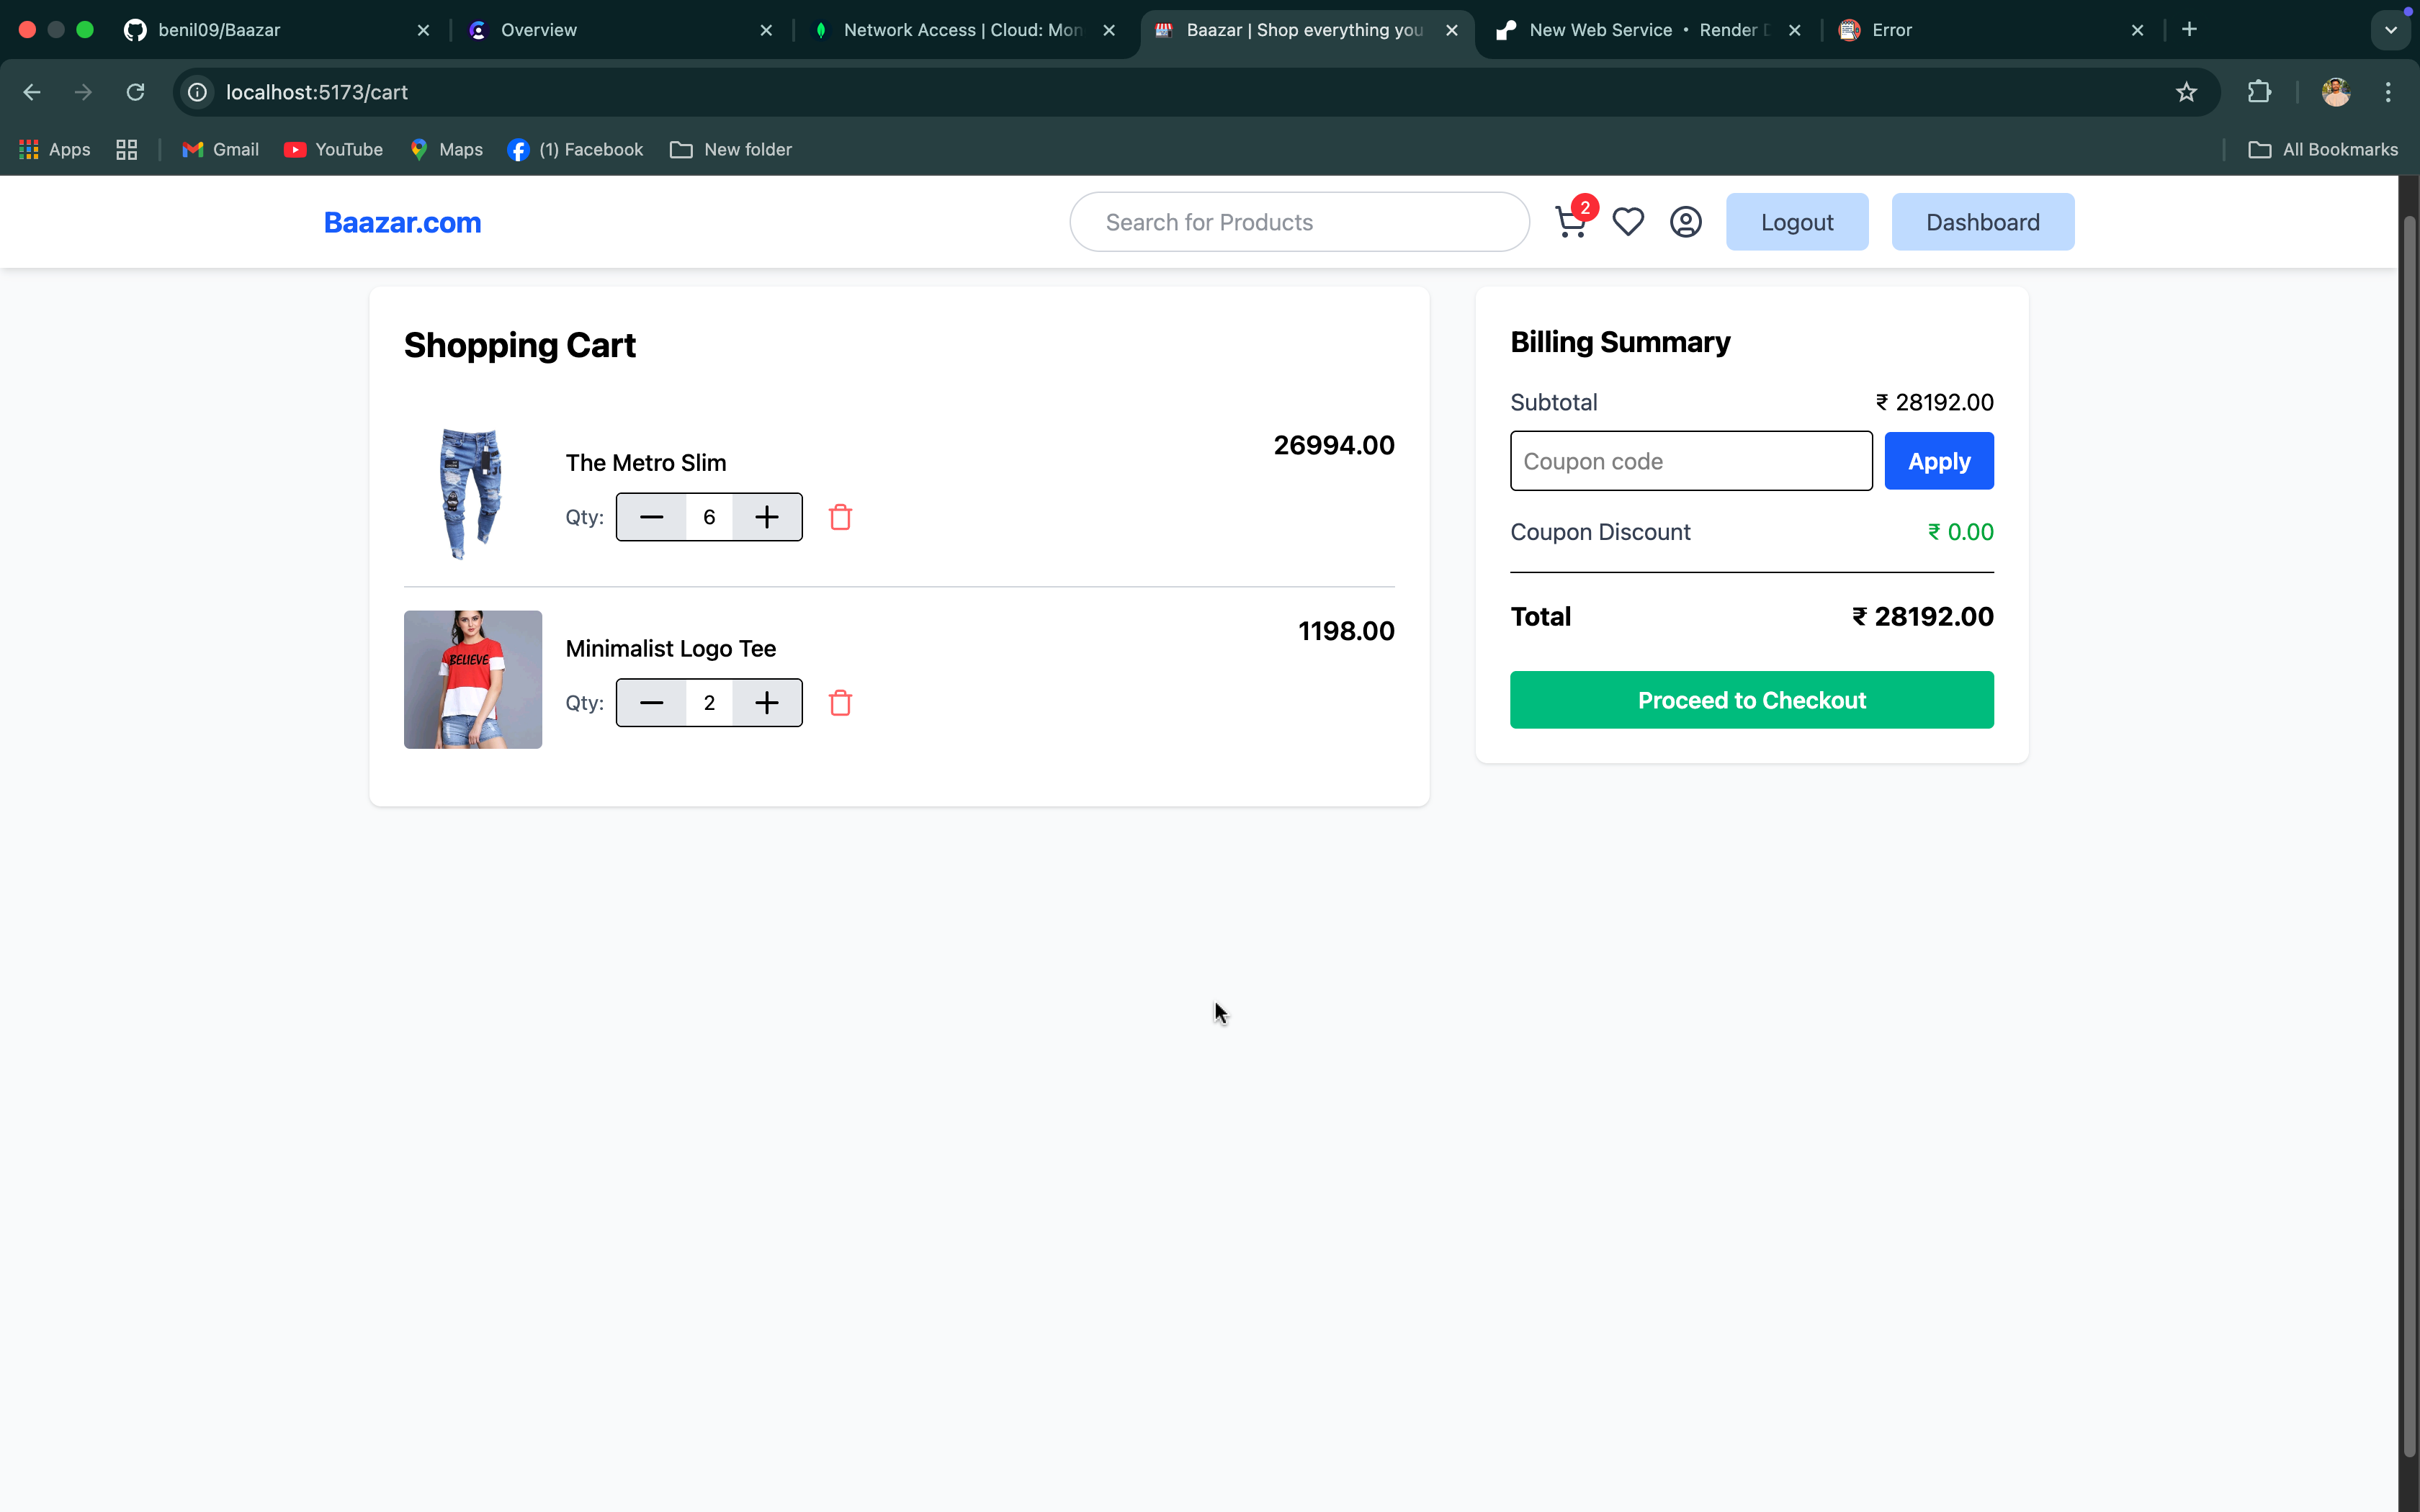 benil09/Baazar
Overview
Network Access | Cloud: Mon
Baazar | Shop everything you
New Web Service • Render D
Error
localhost:5173/cart
Apps
Gmail
YouTube
Maps
(1) Facebook
New folder
All Bookmarks
Baazar.com
Search for Products
2
Logout
Dashboard
Shopping Cart
The Metro Slim
26994.00
Qty: 6
Minimalist Logo Tee
1198.00
BELIEVE
Qty: 2
Billing Summary
Subtotal ₹ 28192.00
Coupon code
Apply
Coupon Discount ₹ 0.00
Total ₹ 28192.00
Proceed to Checkout